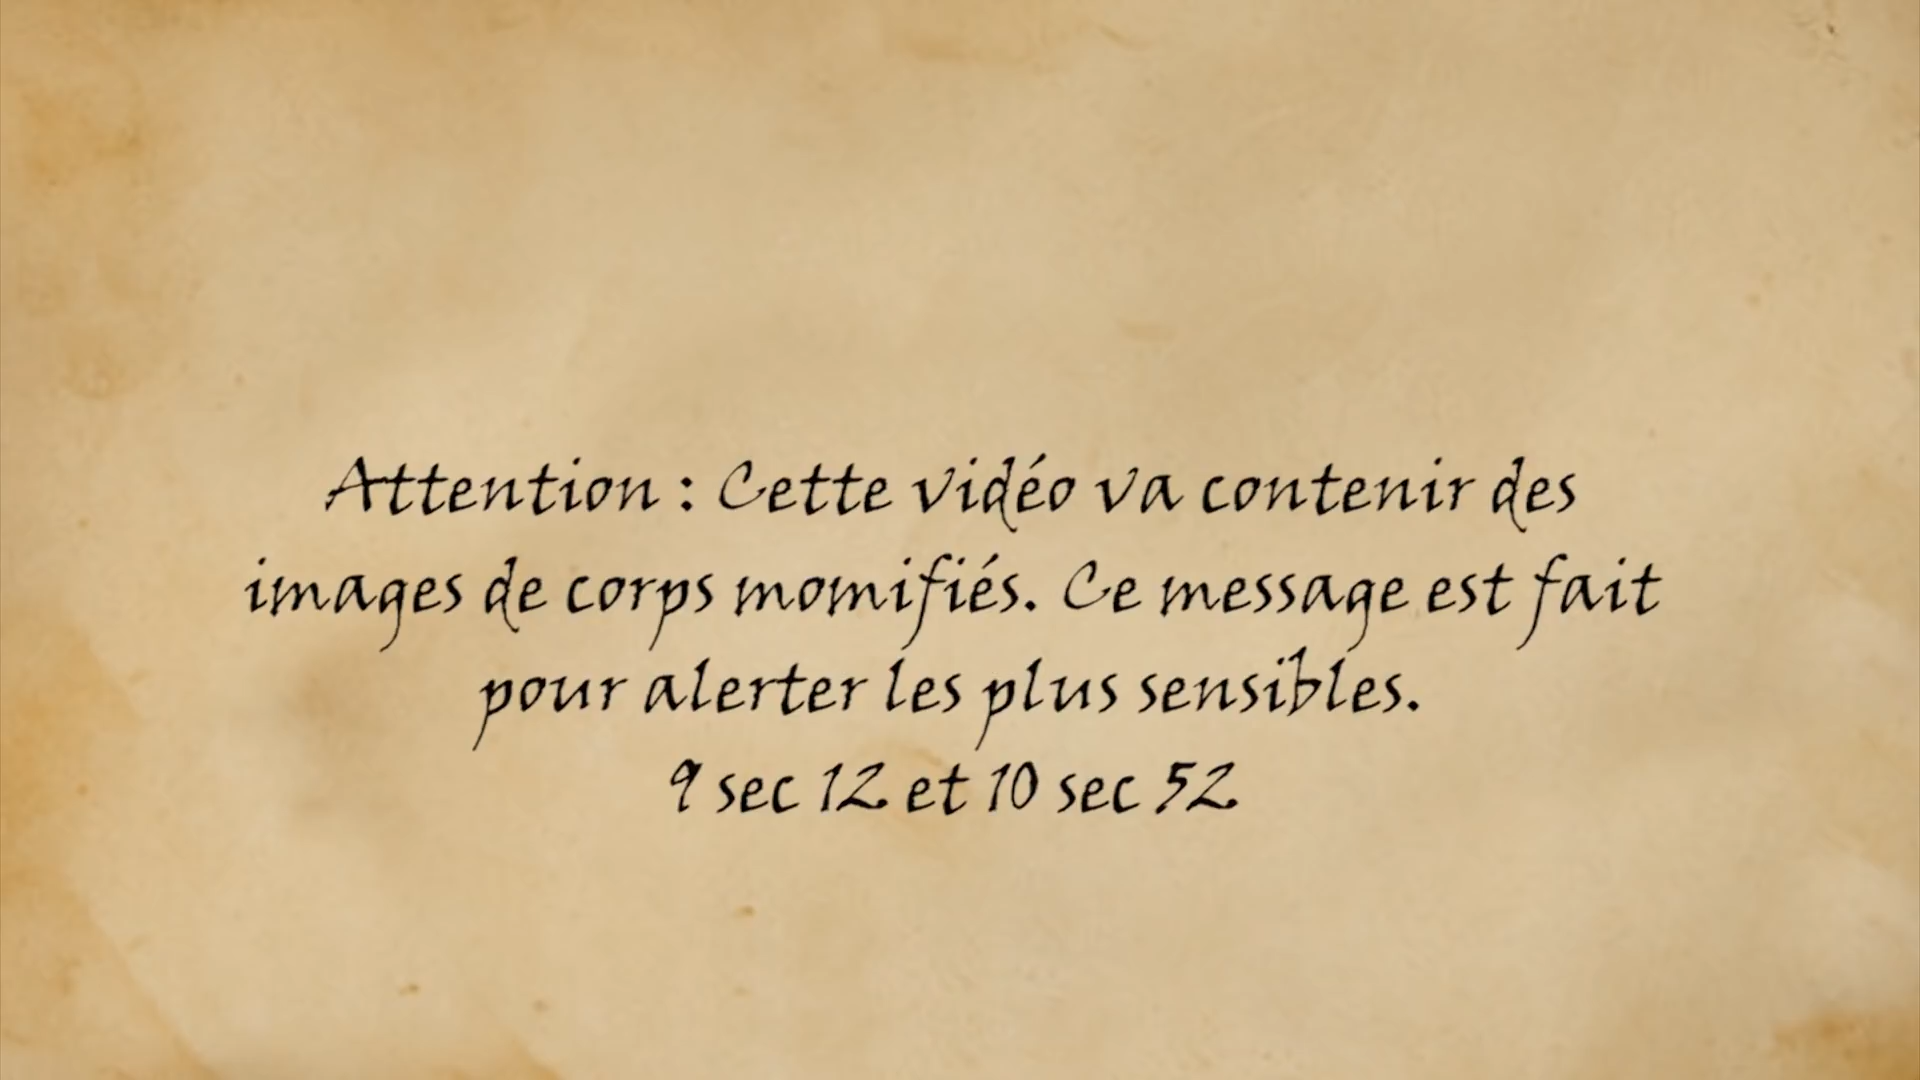 Attention : Cette vidéo va contenir des
images de corps momifiés. Ce message est fait
pour alerter les plus sensibles.
9 sec 12 et 10 sec 52